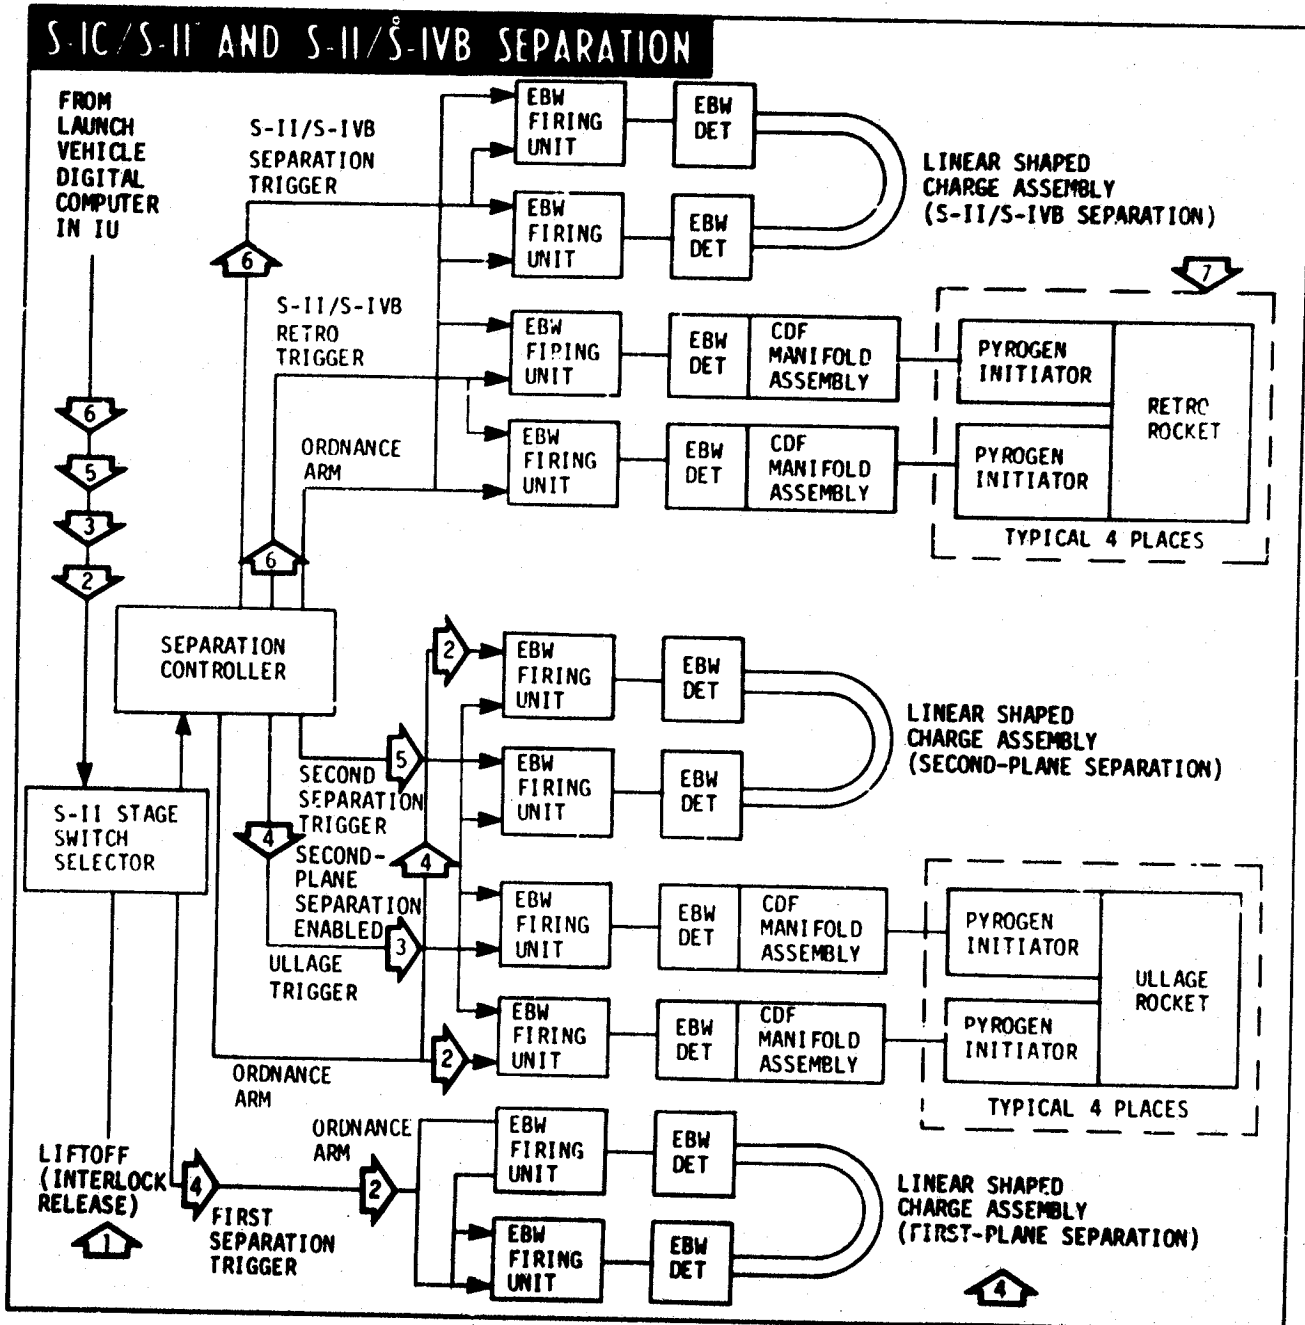 S-IC/S-II AND S-II/S-IVB SEPARATION
FROM
LAUNCH
VEHICLE
DIGITAL
COMPUTER
IN IU
6
5
3
2
S-II/S-IVB
SEPARATION
TRIGGER
6
S-II/S-IVB
RETRO
TRIGGER
6
ORDNANCE
ARM
EBW
FIRING
UNIT
EBW
DET
EBW
FIRING
UNIT
EBW
DET
LINEAR SHAPED
CHARGE ASSEMBLY
(S-II/S-IVB SEPARATION)
7
EBW
FIRING
UNIT
EBW
DET
CDF
MANIFOLD
ASSEMBLY
PYROGEN
INITIATOR
EBW
FIRING
UNIT
EBW
DET
CDF
MANIFOLD
ASSEMBLY
PYROGEN
INITIATOR
RETRO
ROCKET
TYPICAL 4 PLACES
SEPARATION
CONTROLLER
S-II STAGE
SWITCH
SELECTOR
2
EBW
FIRING
UNIT
EBW
DET
5
SECOND
SEPARATION
TRIGGER
EBW
FIRING
UNIT
EBW
DET
LINEAR SHAPED
CHARGE ASSEMBLY
(SECOND-PLANE SEPARATION)
4
4
SECOND-
PLANE
SEPARATION
ENABLED
3
ULLAGE
TRIGGER
EBW
FIRING
UNIT
EBW
DET
CDF
MANIFOLD
ASSEMBLY
PYROGEN
INITIATOR
2
ORDNANCE
ARM
EBW
FIRING
UNIT
EBW
DET
CDF
MANIFOLD
ASSEMBLY
PYROGEN
INITIATOR
ULLAGE
ROCKET
TYPICAL 4 PLACES
LIFTOFF
(INTERLOCK
RELEASE)
1
4
FIRST
SEPARATION
TRIGGER
ORDNANCE
ARM
2
EBW
FIRING
UNIT
EBW
DET
EBW
FIRING
UNIT
EBW
DET
LINEAR SHAPED
CHARGE ASSEMBLY
(FIRST-PLANE SEPARATION)
4